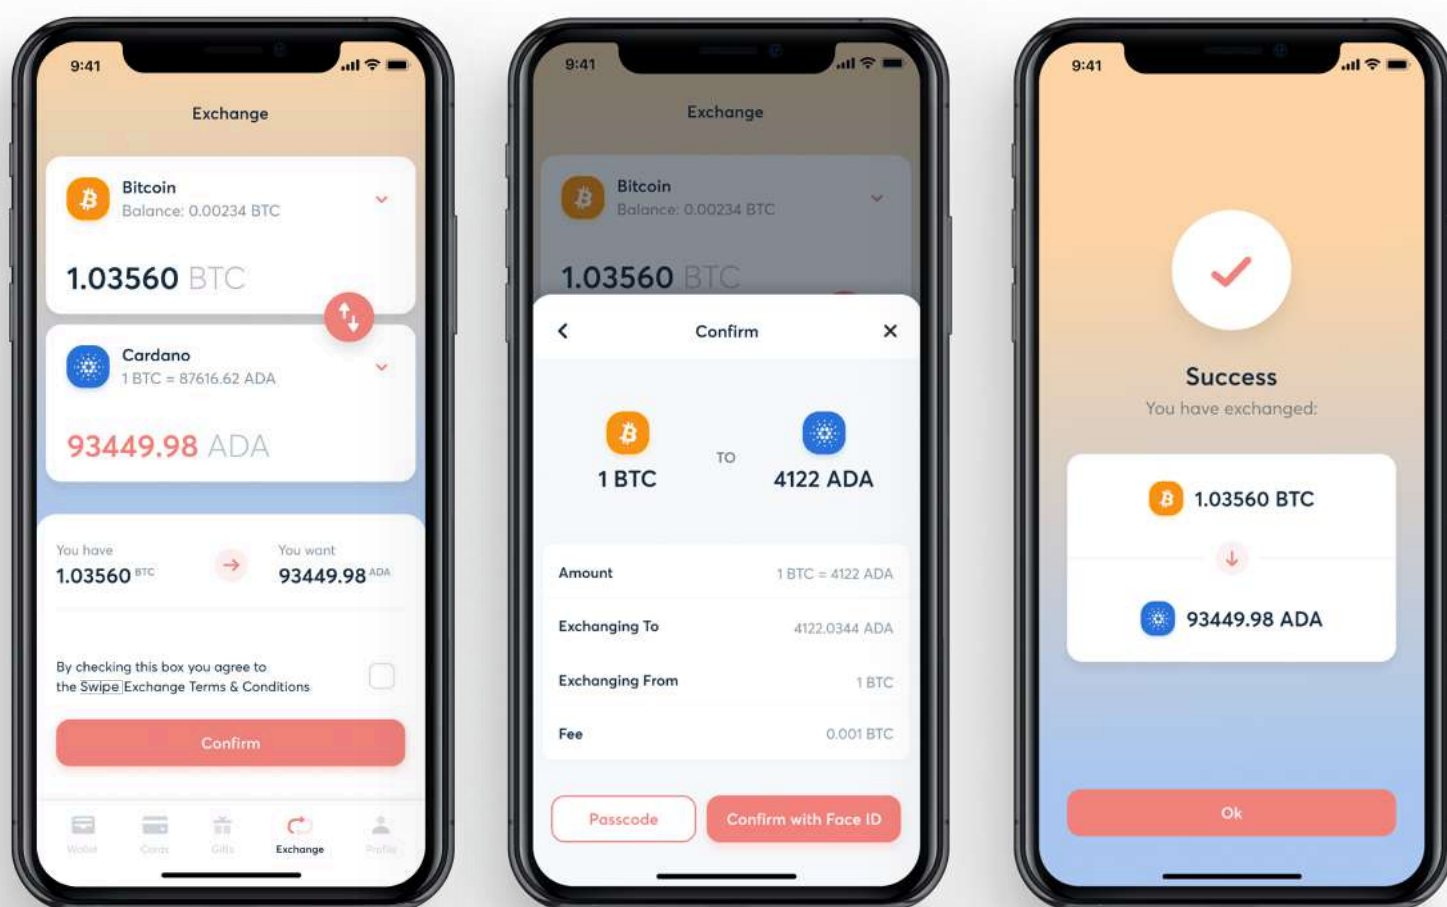 9:41
Exchange
Bitcoin
Balance: 0.00234 BTC
1.03560 BTC
Cardano
1 BTC = 87616.62 ADA
93449.98 ADA
You have
You want
1.03560 BTC
93449.98 ADA
By checking this box you agree to
the Swipe Exchange Terms & Conditions
Confirm
Wallet Cards Gifts Exchange Profile
9:41
Exchange
Bitcoin
Balance: 0.00234 BTC
1.03560 BTC
Confirm
1 BTC TO 4122 ADA
Amount 1 BTC = 4122 ADA
Exchanging To 4122.0344 ADA
Exchanging From 1 BTC
Fee 0.001 BTC
Passcode Confirm with Face ID
9:41
Success
You have exchanged:
1.03560 BTC
93449.98 ADA
Ok